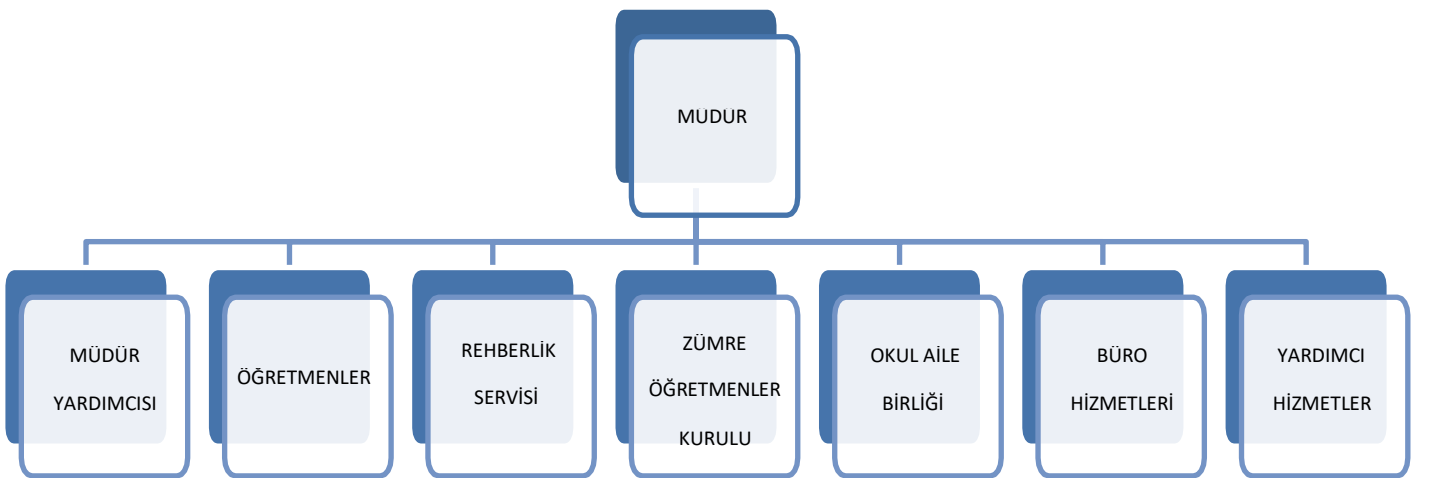 MÜDÜR
MÜDÜR
YARDIMCISI
ÖĞRETMENLER
REHBERLİK
SERVİSİ
ZÜMRE
ÖĞRETMENLER
KURULU
OKUL AİLE
BİRLİĞİ
BÜRO
HİZMETLERİ
YARDIMCI
HİZMETLER